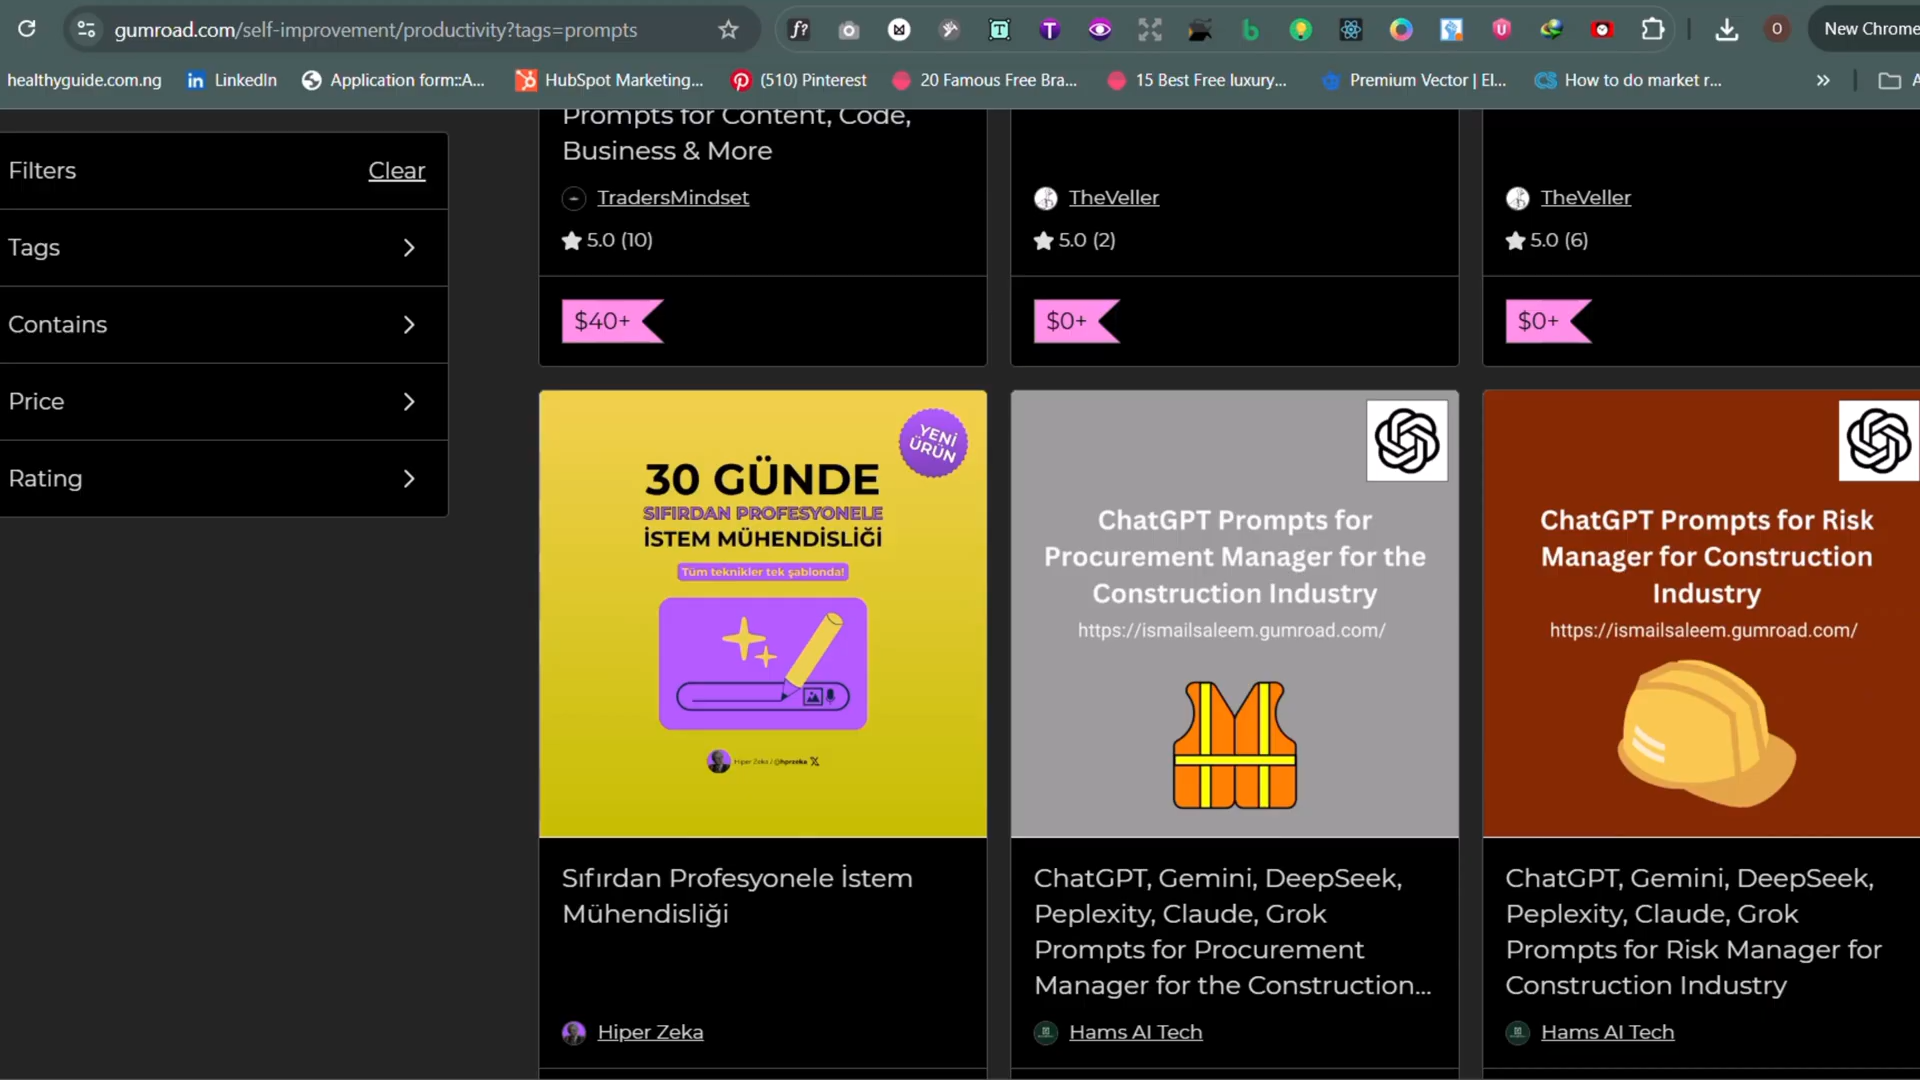 gumroad.com/self-improvement/productivity?tags=prompts
O
New Chrome
healthyguide.com.ng
LinkedIn
Application form::A...
HubSpot Marketing...
(510) Pinterest
20 Famous Free Bra...
15 Best Free luxury...
Premium Vector | El...
How to do market r...
»
A
Filters
Clear
Tags
Contains
Price
Rating
Prompts for Content, Code,
Business & More
TradersMindset
5.0 (10)
$40+
TheVeller
5.0 (2)
$0+
TheVeller
5.0 (6)
$0+
YENİ
ÜRÜN
30 GÜNDE
SIFIRDAN PROFESYONELE
İSTEM MÜHENDİSLİĞİ
Tüm teknikler tek şablonda!
Hiper Zeka / @hprzeka X
Sıfırdan Profesyonele İstem
Mühendisliği
Hiper Zeka
ChatGPT Prompts for
Procurement Manager for the
Construction Industry
https://ismailsaleem.gumroad.com/
ChatGPT, Gemini, DeepSeek,
Peplexity, Claude, Grok
Prompts for Procurement
Manager for the Construction...
Hams AI Tech
ChatGPT Prompts for Risk
Manager for Construction
Industry
https://ismailsaleem.gumroad.com/
ChatGPT, Gemini, DeepSeek,
Peplexity, Claude, Grok
Prompts for Risk Manager for
Construction Industry
Hams AI Tech